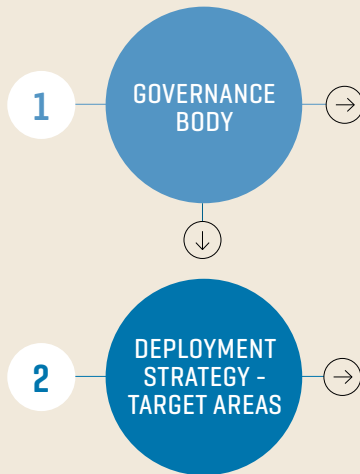 1
GOVERNANCE
BODY
2
DEPLOYMENT
STRATEGY -
TARGET AREAS